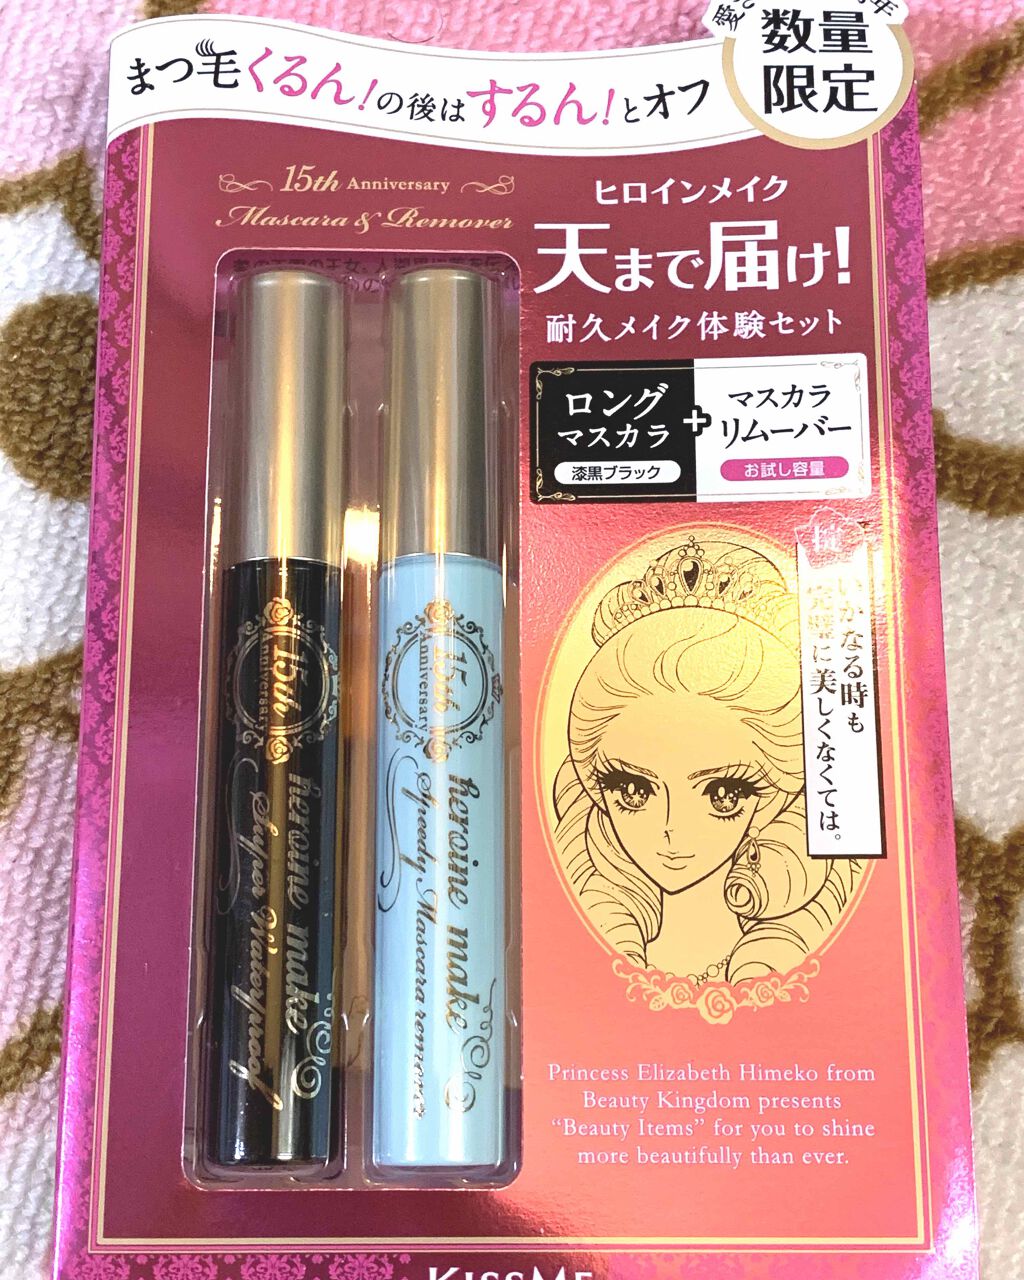 数量
限定
まつ毛くるん!の後はするん!とオフ
15th Anniversary
Mascara & Remover
ヒロインメイク
天まで届け!
耐久メイク体験セット
ロング
マスカラ
漆黒ブラック
+
マスカラ
リムーバー
お試し容量
いかなる時も
完璧に美しくなくては。
15th
Anniversary
heroine make
Super Waterproof
15th
Anniversary
heroine make
Speedy Mascara remover
Princess Elizabeth Himeko from
Beauty Kingdom presents
“Beauty Items” for you to shine
more beautifully than ever.
KISSME